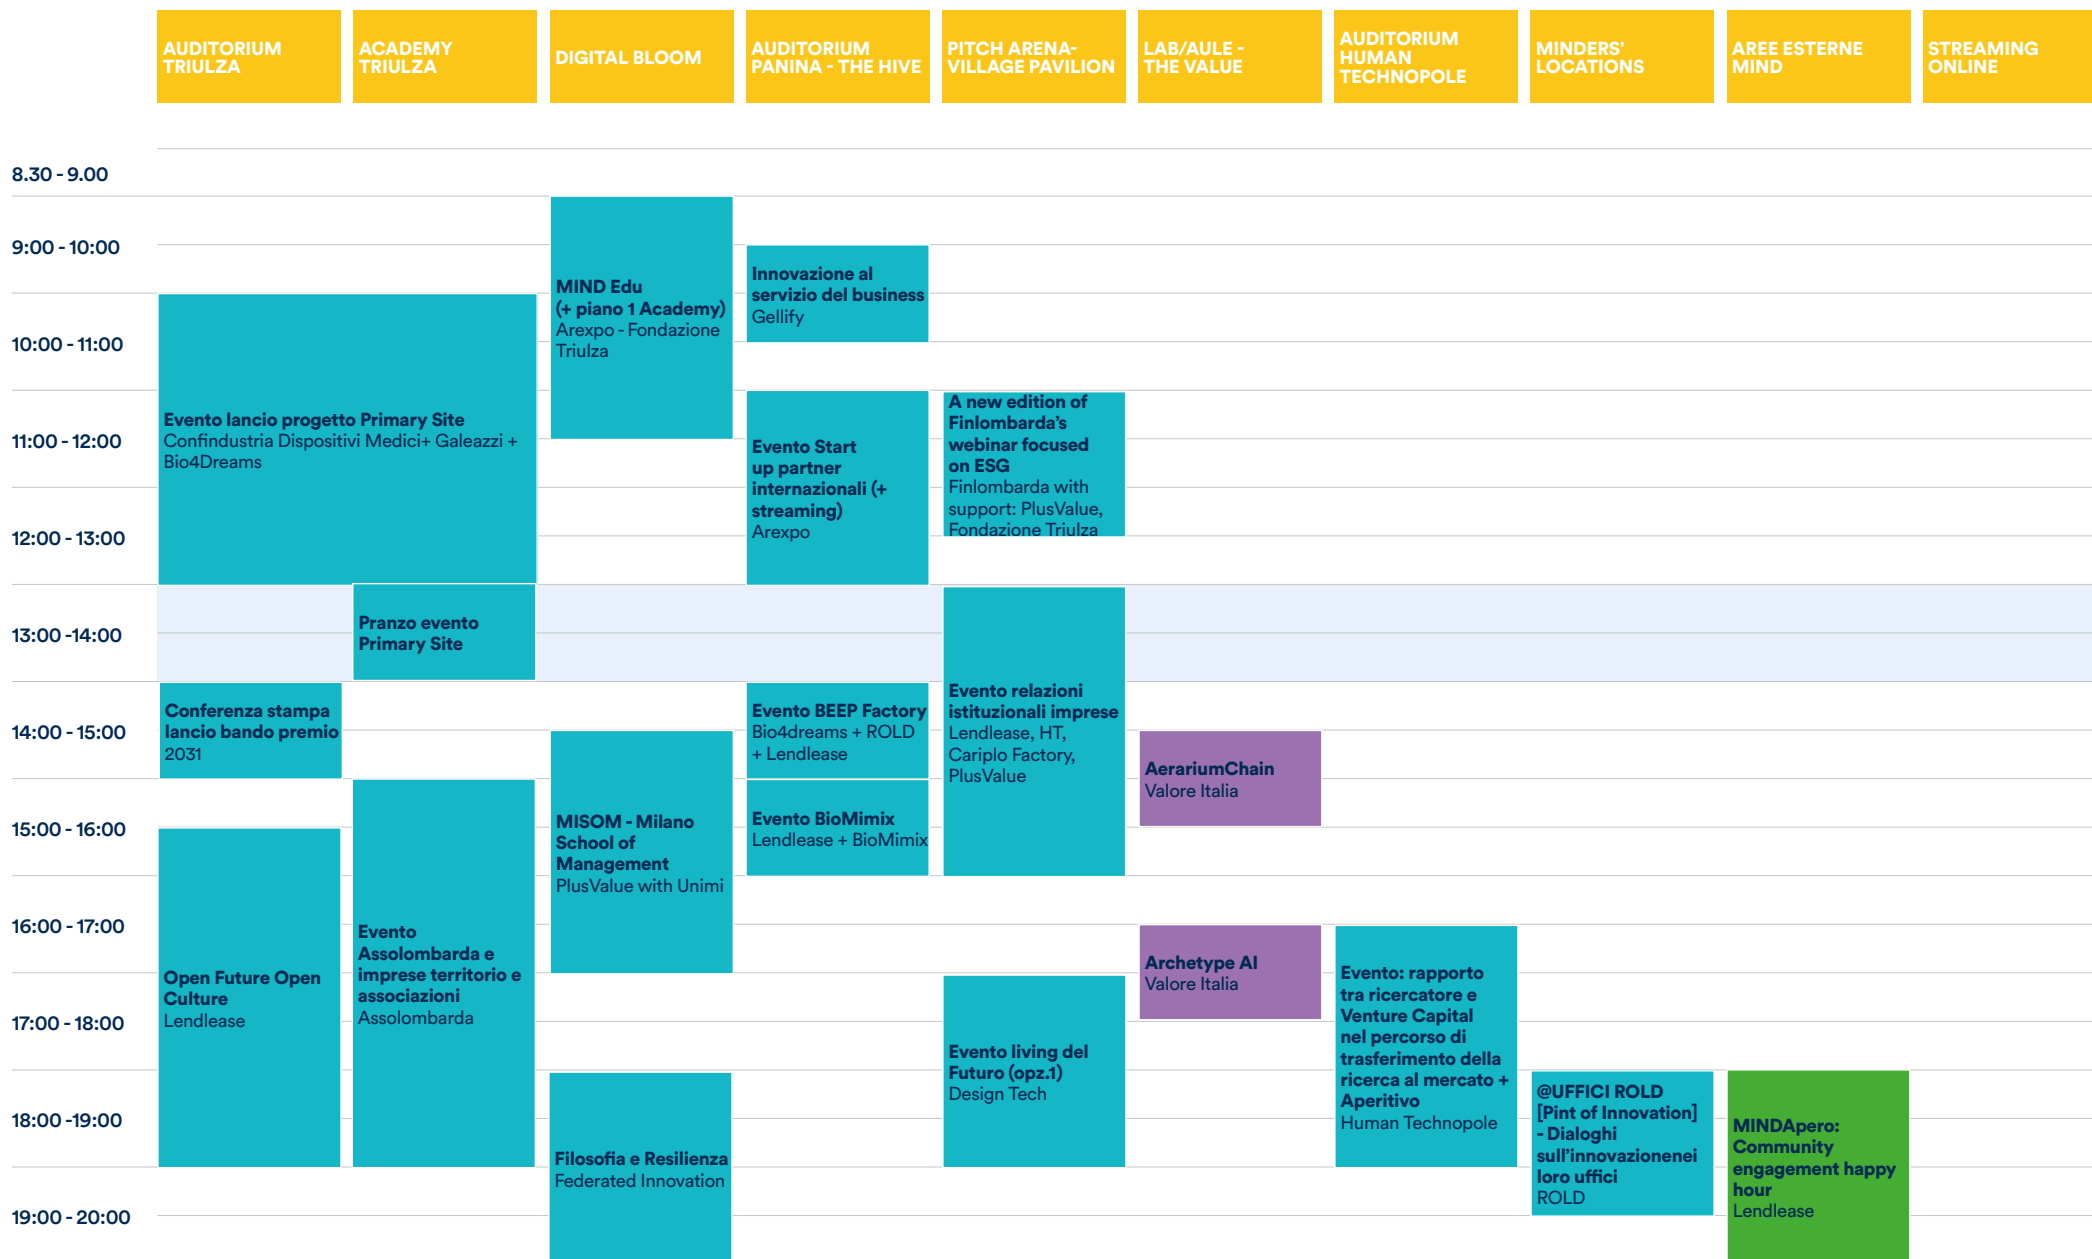 AUDITORIUM
TRIULZA
ACADEMY
TRIULZA
DIGITAL BLOOM
AUDITORIUM
PANINA - THE HIVE
PITCH ARENA-
VILLAGE PAVILION
LAB/AULE -
THE VALUE
AUDITORIUM
HUMAN
TECHNOPOLE
MINDERS'
LOCATIONS
AREE ESTERNE
MIND
STREAMING
ONLINE
8.30 - 9.00
9:00 - 10:00
10:00 - 11:00
11:00 - 12:00
12:00 - 13:00
13:00 -14:00
14:00 - 15:00
15:00 - 16:00
16:00 - 17:00
17:00 - 18:00
18:00 -19:00
19:00 - 20:00
Evento lancio progetto Primary Site
Confindustria Dispositivi Medici+ Galeazzi +
Bio4Dreams
Conferenza stampa
lancio bando premio
2031
Open Future Open
Culture
Lendlease
Pranzo evento
Primary Site
Evento
Assolombarda e
imprese territorio e
associazioni
Assolombarda
MIND Edu
(+ piano 1 Academy)
Arexpo - Fondazione
Triulza
MISOM - Milano
School of
Management
PlusValue with Unimi
Filosofia e Resilienza
Federated Innovation
Innovazione al
servizio del business
Gellify
Evento Start
up partner
internazionali (+
streaming)
Arexpo
Evento BEEP Factory
Bio4dreams + ROLD
+ Lendlease
Evento BioMimix
Lendlease + BioMimix
A new edition of
Finlombarda's
webinar focused
on ESG
Finlombarda with
support: PlusValue,
Fondazione Triulza
Evento relazioni
istituzionali imprese
Lendlease, HT,
Cariplo Factory,
PlusValue
Evento living del
Futuro (opz.1)
Design Tech
AerariumChain
Valore Italia
Archetype AI
Valore Italia
Evento: rapporto
tra ricercatore e
Venture Capital
nel percorso di
trasferimento della
ricerca al mercato +
Aperitivo
Human Technopole
@UFFICI ROLD
[Pint of Innovation]
- Dialoghi
sull'innovazionenei
loro uffici
ROLD
MINDApero:
Community
engagement happy
hour
Lendlease